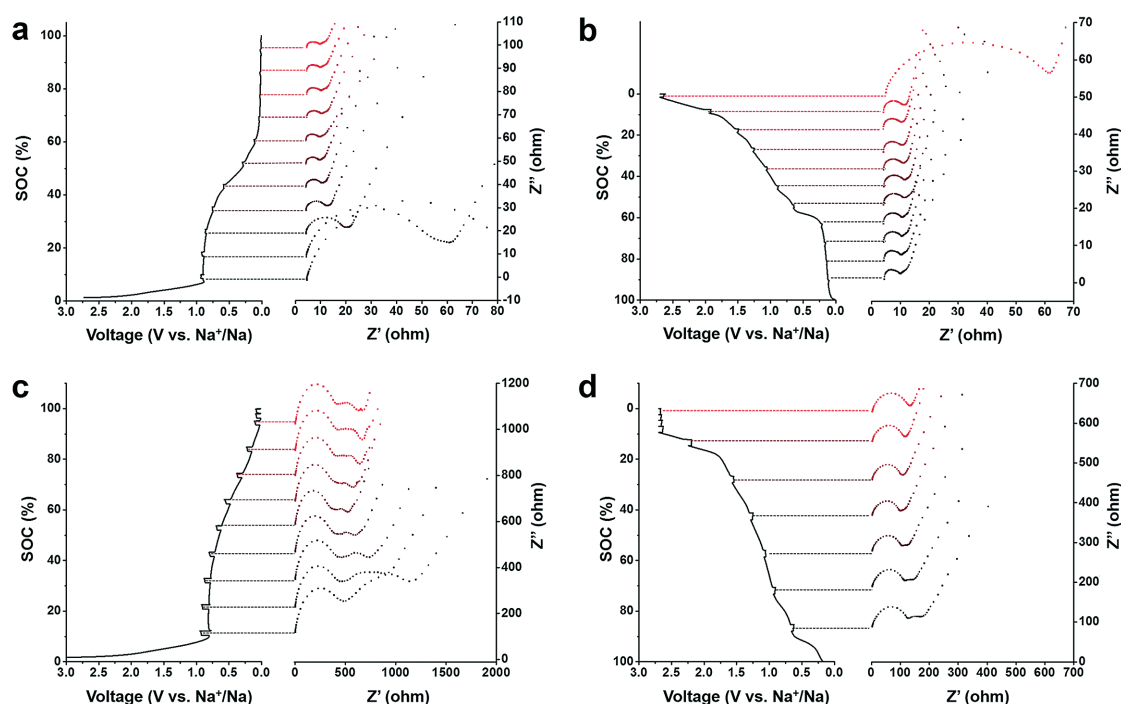 a
100
80
60
40
20
0
SOC (%)
3.0 2.5 2.0 1.5 1.0 0.5 0.0
Voltage (V vs. Na⁺/Na)
0 10 20 30 40 50 60 70 80
Z' (ohm)
110
100
90
80
70
60
50
40
30
20
10
0
-10
Z'' (ohm)
b
0
20
40
60
80
100
SOC (%)
3.0 2.5 2.0 1.5 1.0 0.5 0.0
Voltage (V vs. Na⁺/Na)
0 10 20 30 40 50 60 70
Z' (ohm)
70
60
50
40
30
20
10
0
Z'' (ohm)
c
100
80
60
40
20
0
SOC (%)
3.0 2.5 2.0 1.5 1.0 0.5 0.0
Voltage (V vs. Na⁺/Na)
0 500 1000 1500 2000
Z' (ohm)
1200
1000
800
600
400
200
0
Z'' (ohm)
d
0
20
40
60
80
100
SOC (%)
3.0 2.5 2.0 1.5 1.0 0.5 0.0
Voltage (V vs. Na⁺/Na)
0 100 200 300 400 500 600 700
Z' (ohm)
700
600
500
400
300
200
100
0
Z'' (ohm)